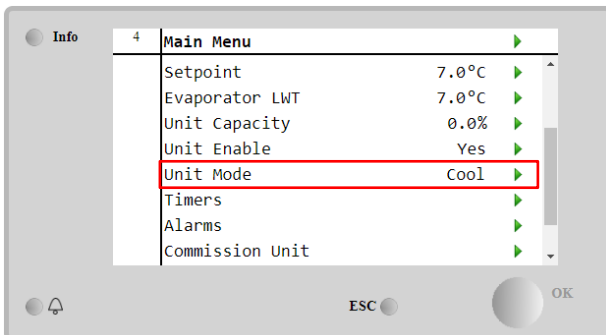 Info
4 Main Menu
Setpoint 7.0°C
Evaporator LWT 7.0°C
Unit Capacity 0.0%
Unit Enable Yes
Unit Mode Cool
Timers
Alarms
Commission Unit
ESC
OK